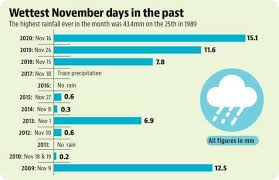 Wettest November days in the past
The highest rainfall ever in the month was 43.4mm on the 25th in 1989
2020: Nov 16 15.1
2019: Nov 26 11.6
2018: Nov 15 7.8
2017: Nov 18 Trace precipitation
2016: No rain
2015: Nov 27 0.6
2014: Nov 8 0.3
2013: Nov 1 6.9
2012: Nov 30 0.6
2011: No rain
2010: Nov 18 & 19 0.2
2009: Nov 9 12.5
All figures in mm